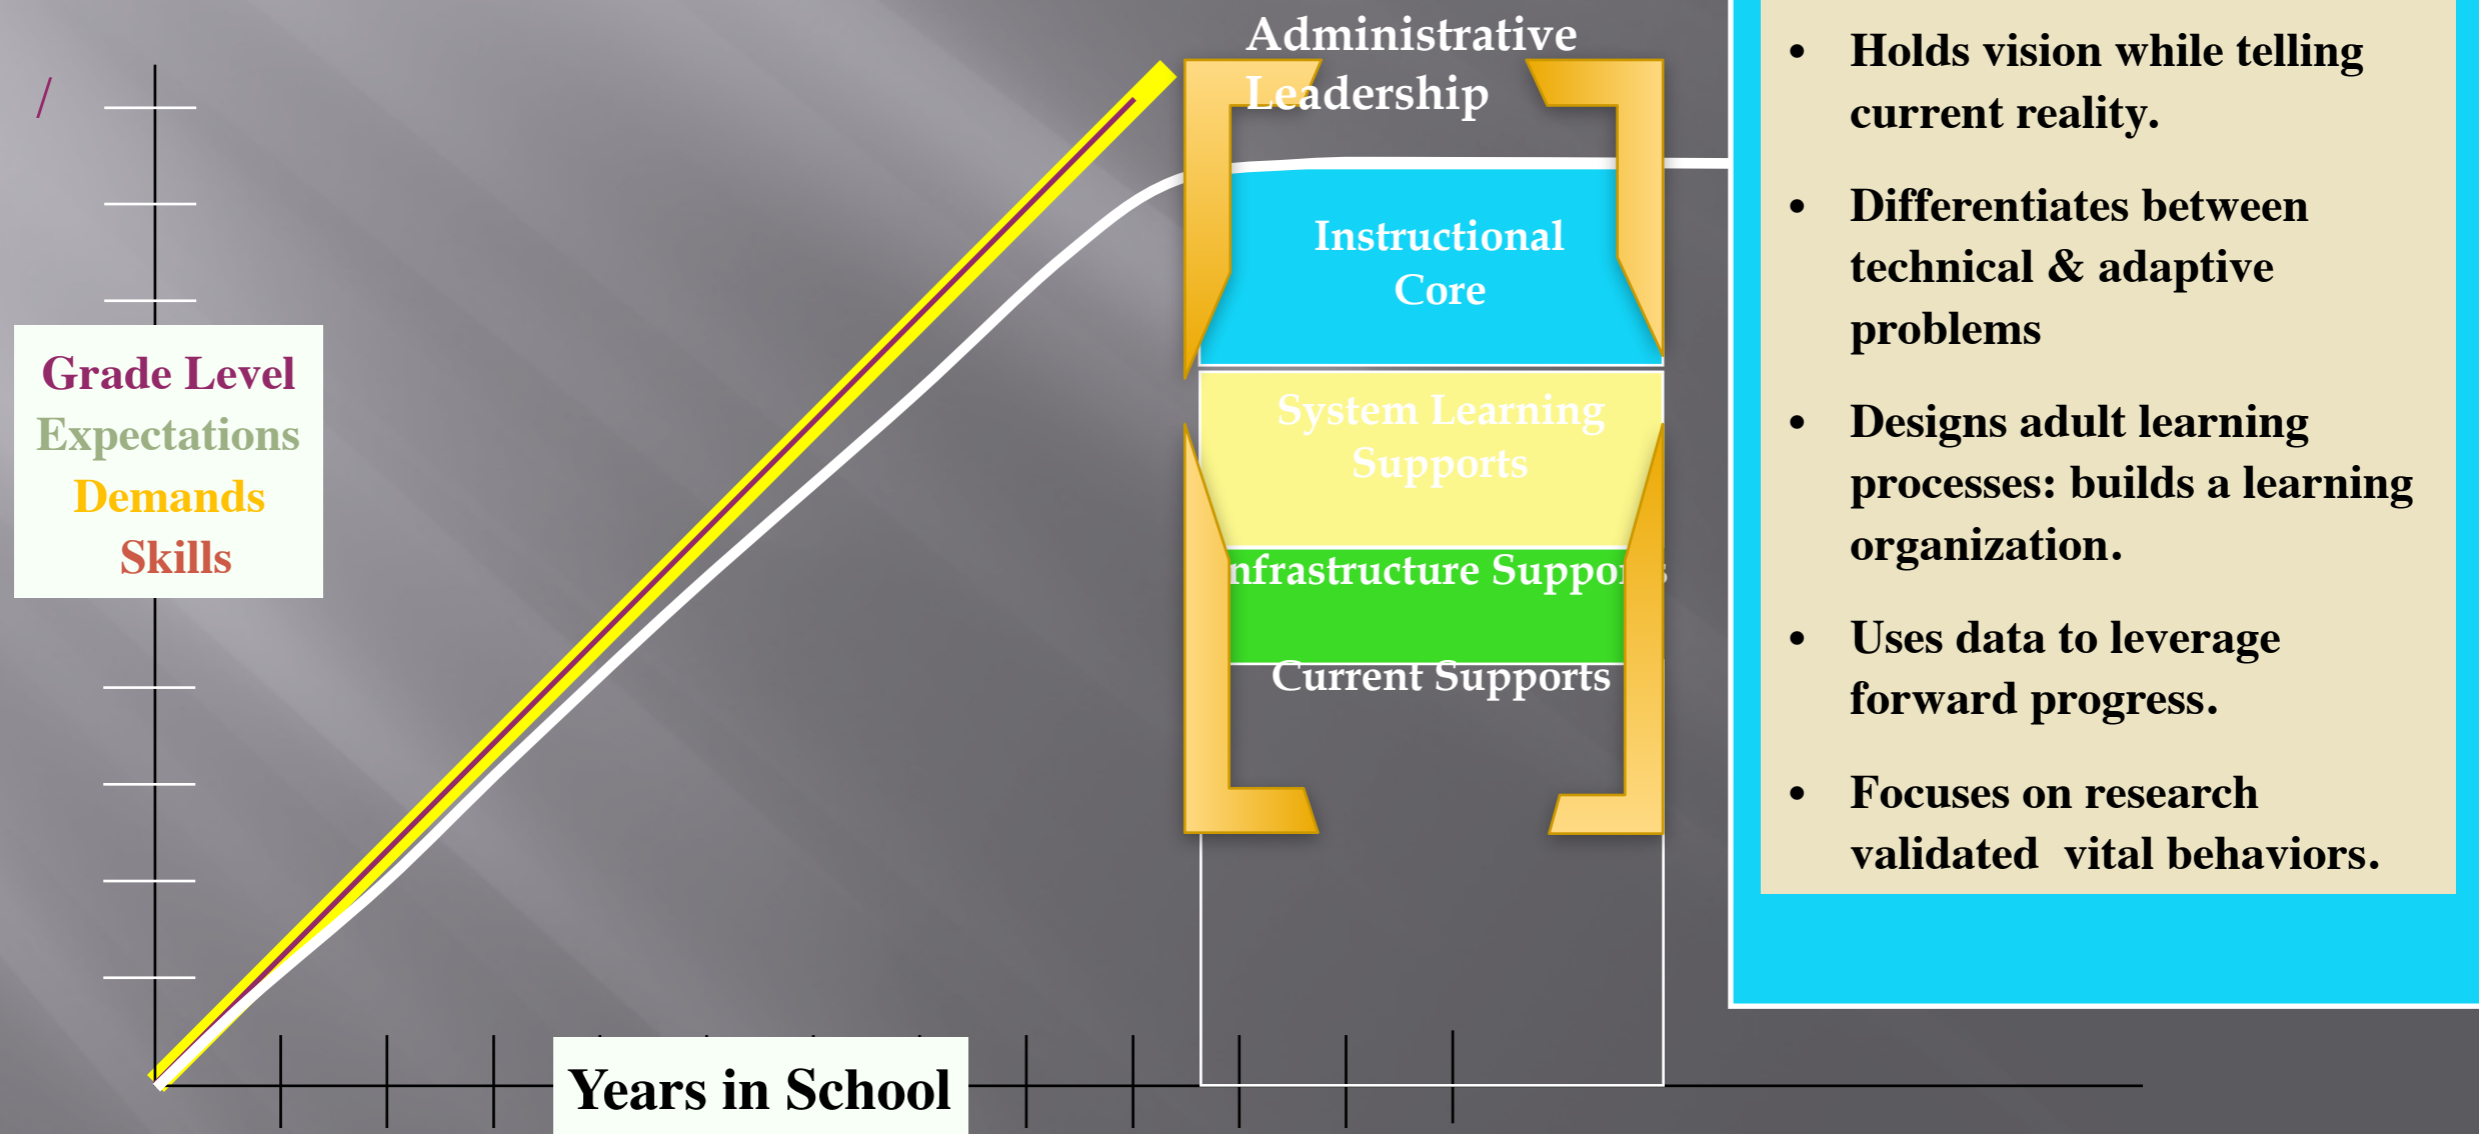 /
Grade Level
Expectations
Demands
Skills
Years in School
Administrative
Leadership
Instructional
Core
System Learning
Supports
nfrastructure Supports
Current Supports
• Holds vision while telling
current reality.
• Differentiates between
technical & adaptive
problems
• Designs adult learning
processes: builds a learning
organization.
• Uses data to leverage
forward progress.
• Focuses on research
validated  vital behaviors.